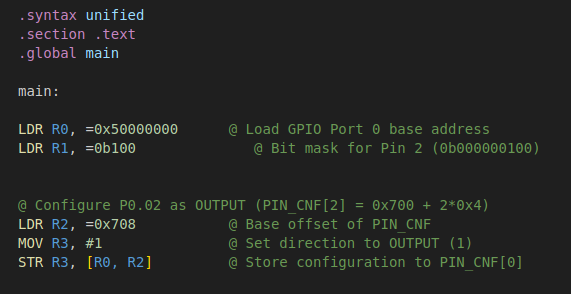 .syntax unified
.section .text
.global main
main:
LDR R0, =0x50000000 @ Load GPIO Port 0 base address
LDR R1, =0b100 @ Bit mask for Pin 2 (0b000000100)
@ Configure P0.02 as OUTPUT (PIN_CNF[2] = 0x700 + 2*0x4)
LDR R2, =0x708 @ Base offset of PIN_CNF
MOV R3, #1 @ Set direction to OUTPUT (1)
STR R3, [R0, R2] @ Store configuration to PIN_CNF[0]